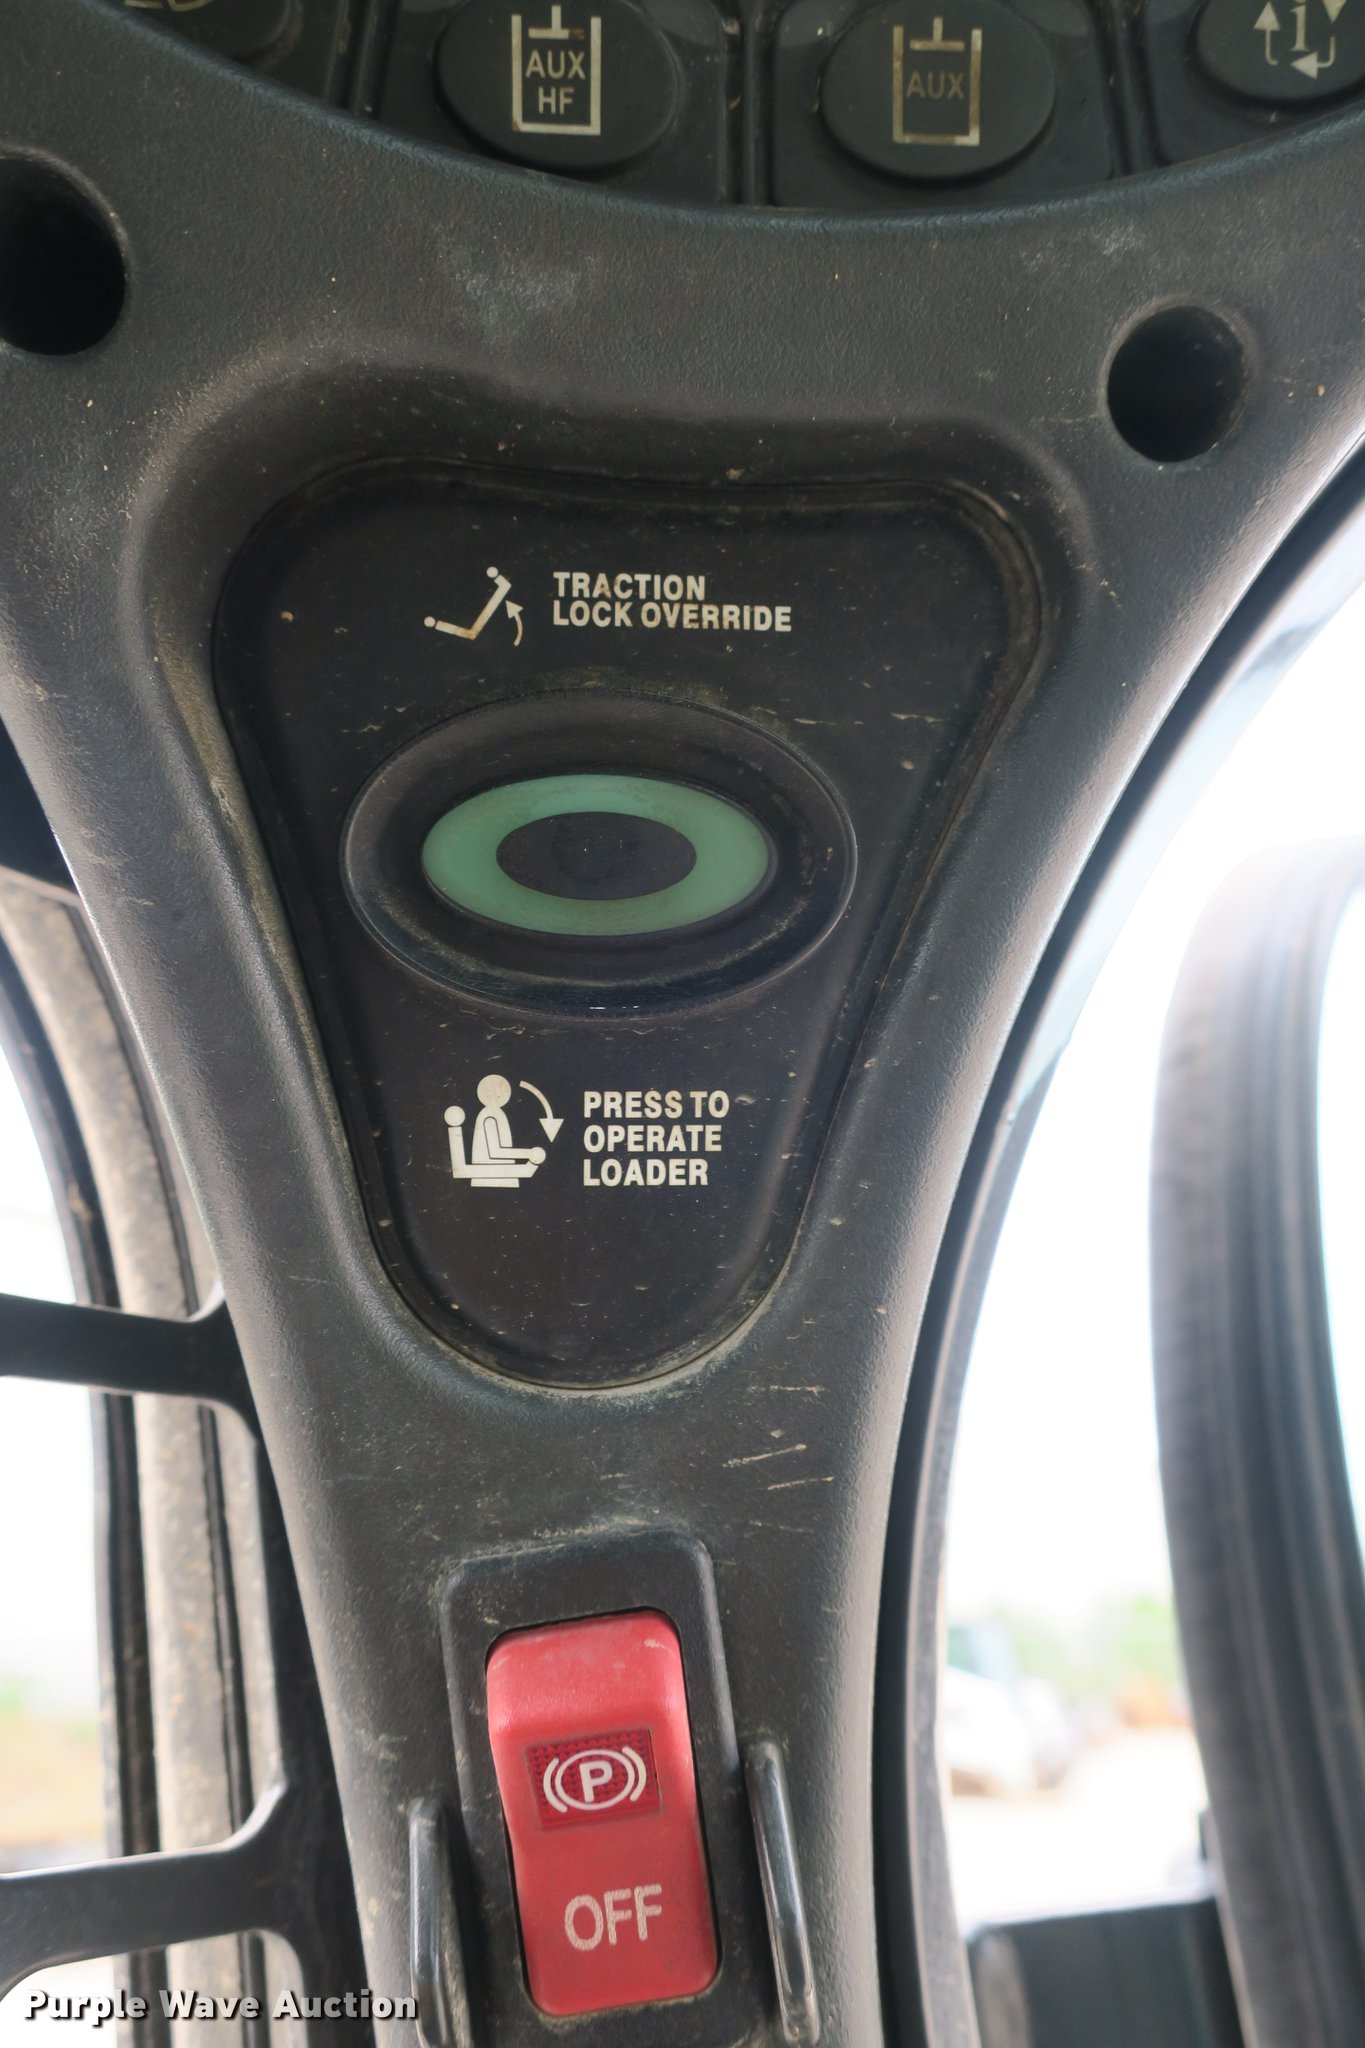 AUX
HF
AUX
i
TRACTION
LOCK OVERRIDE
PRESS TO
OPERATE
LOADER
P
OFF
Purple Wave Auction